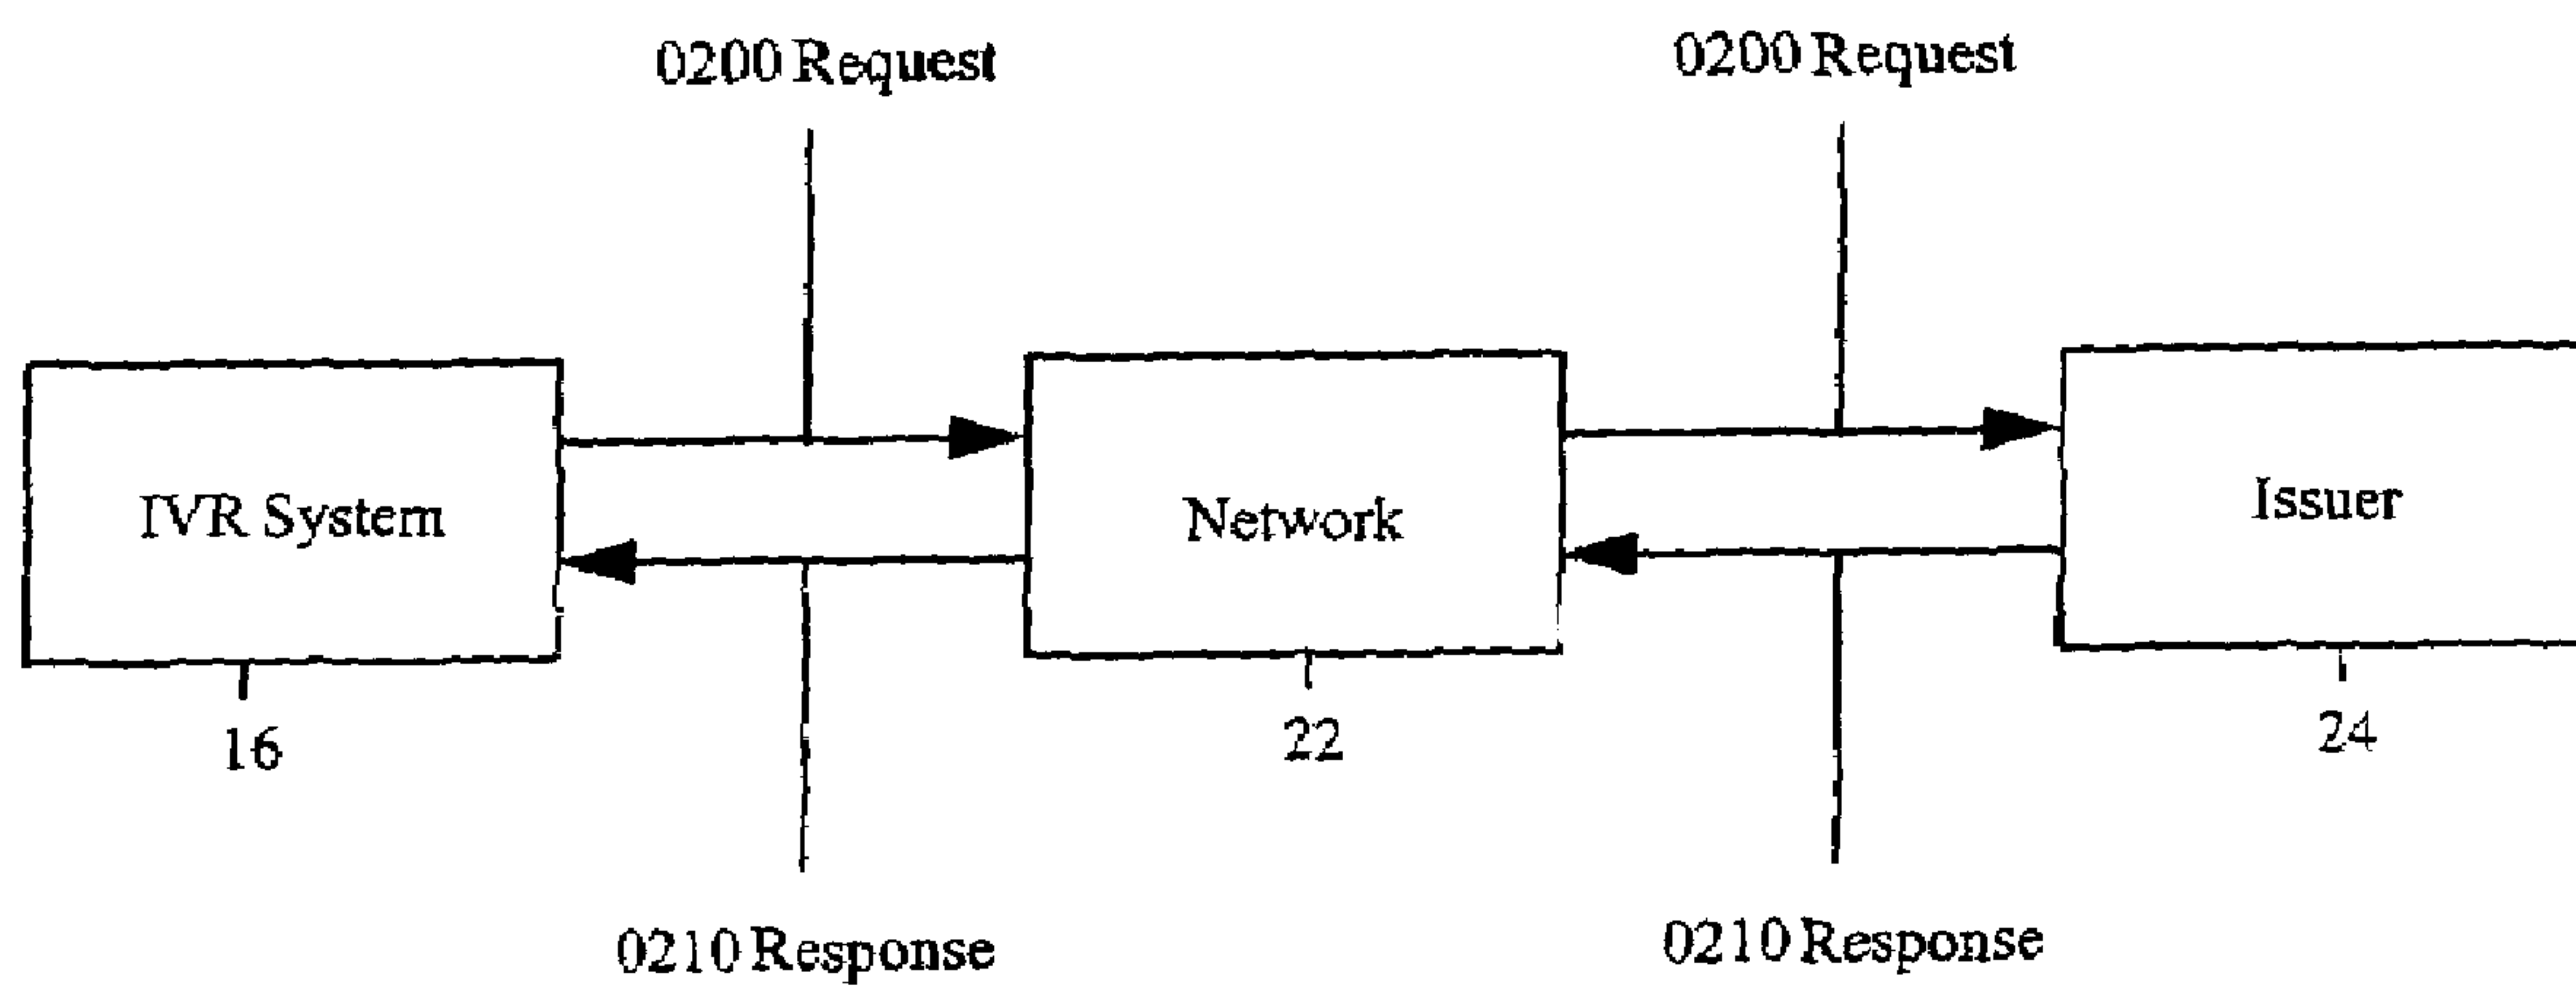 0200 Request
0200 Request
IVR System
Network
Issuer
16
22
24
0210 Response
0210 Response